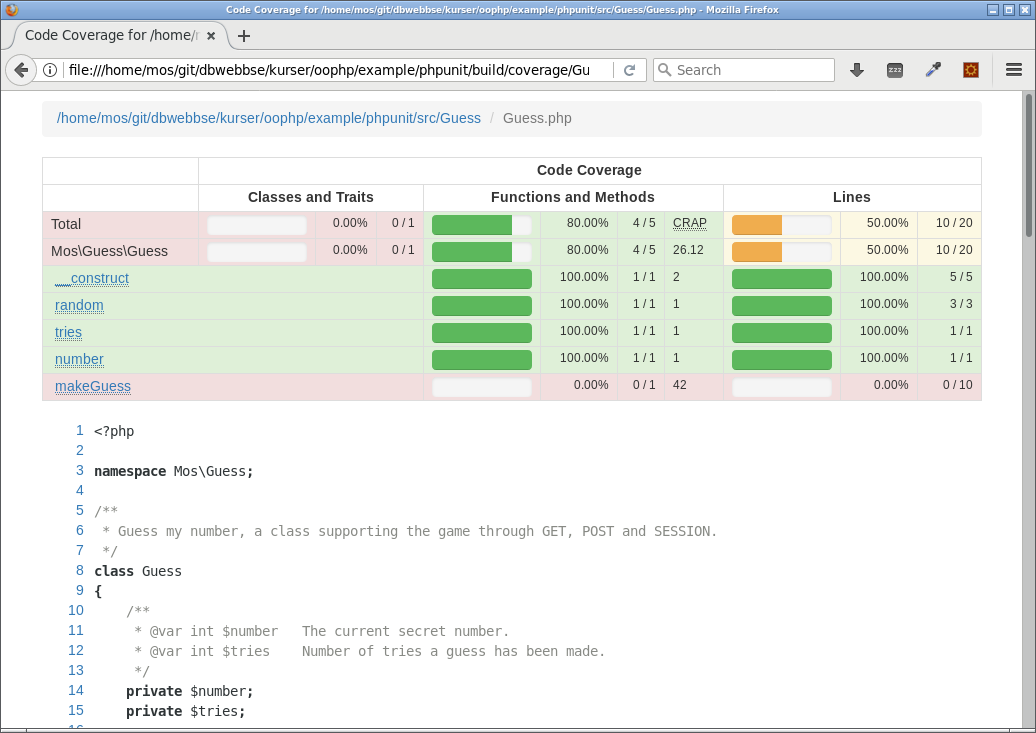 Code Coverage for /home/mos/git/dbwebbse/kurser/oophp/example/phpunit/src/Guess/Guess.php - Mozilla Firefox
Code Coverage for /home/
file:///home/mos/git/dbwebbse/kurser/oophp/example/phpunit/build/coverage/Gu Search
/home/mos/git/dbwebbse/kurser/oophp/example/phpunit/src/Guess / Guess.php
Code Coverage
Classes and Traits Functions and Methods Lines
Total 0.00% 0 / 1 80.00% 4 / 5 CRAP 50.00% 10 / 20
Mos\Guess\Guess 0.00% 0 / 1 80.00% 4 / 5 26.12 50.00% 10 / 20
__construct 100.00% 1 / 1 2 100.00% 5 / 5
random 100.00% 1 / 1 1 100.00% 3 / 3
tries 100.00% 1 / 1 1 100.00% 1 / 1
number 100.00% 1 / 1 1 100.00% 1 / 1
makeGuess 0.00% 0 / 1 42 0.00% 0 / 10
1 <?php
2
3 namespace Mos\Guess;
4
5 /**
6  * Guess my number, a class supporting the game through GET, POST and SESSION.
7  */
8 class Guess
9 {
10     /**
11      * @var int $number   The current secret number.
12      * @var int $tries    Number of tries a guess has been made.
13      */
14     private $number;
15     private $tries;